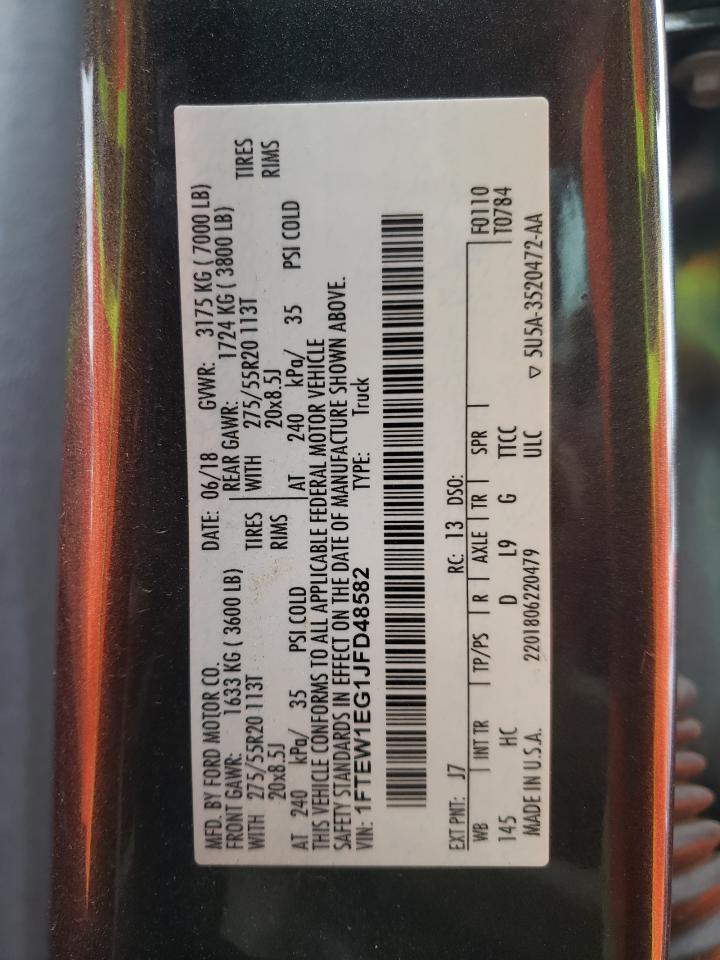 MFD. BY FORD MOTOR CO. DATE: 06/18 GVWR: 3175 KG ( 7000 LB)
FRONT GAWR: 1633 KG ( 3600 LB) REAR GAWR: 1724 KG ( 3800 LB)
WITH 275/55R20 113T TIRES WITH 275/55R20 113T TIRES
20x8.5J RIMS 20x8.5J RIMS
AT 240 kPa/ 35 PSI COLD AT 240 kPa/ 35 PSI COLD
THIS VEHICLE CONFORMS TO ALL APPLICABLE FEDERAL MOTOR VEHICLE
SAFETY STANDARDS IN EFFECT ON THE DATE OF MANUFACTURE SHOWN ABOVE.
VIN: 1FTEW1EG1JFD48582 TYPE: Truck
EXT PNT: J7 RC: 13 DSO:
WB INT TR TP/PS R AXLE TR SPR F0110
145 HC D L9 G TTCC T0784
MADE IN U.S.A. 2201806220479 ULC ▽ 5U5A-3520472-AA